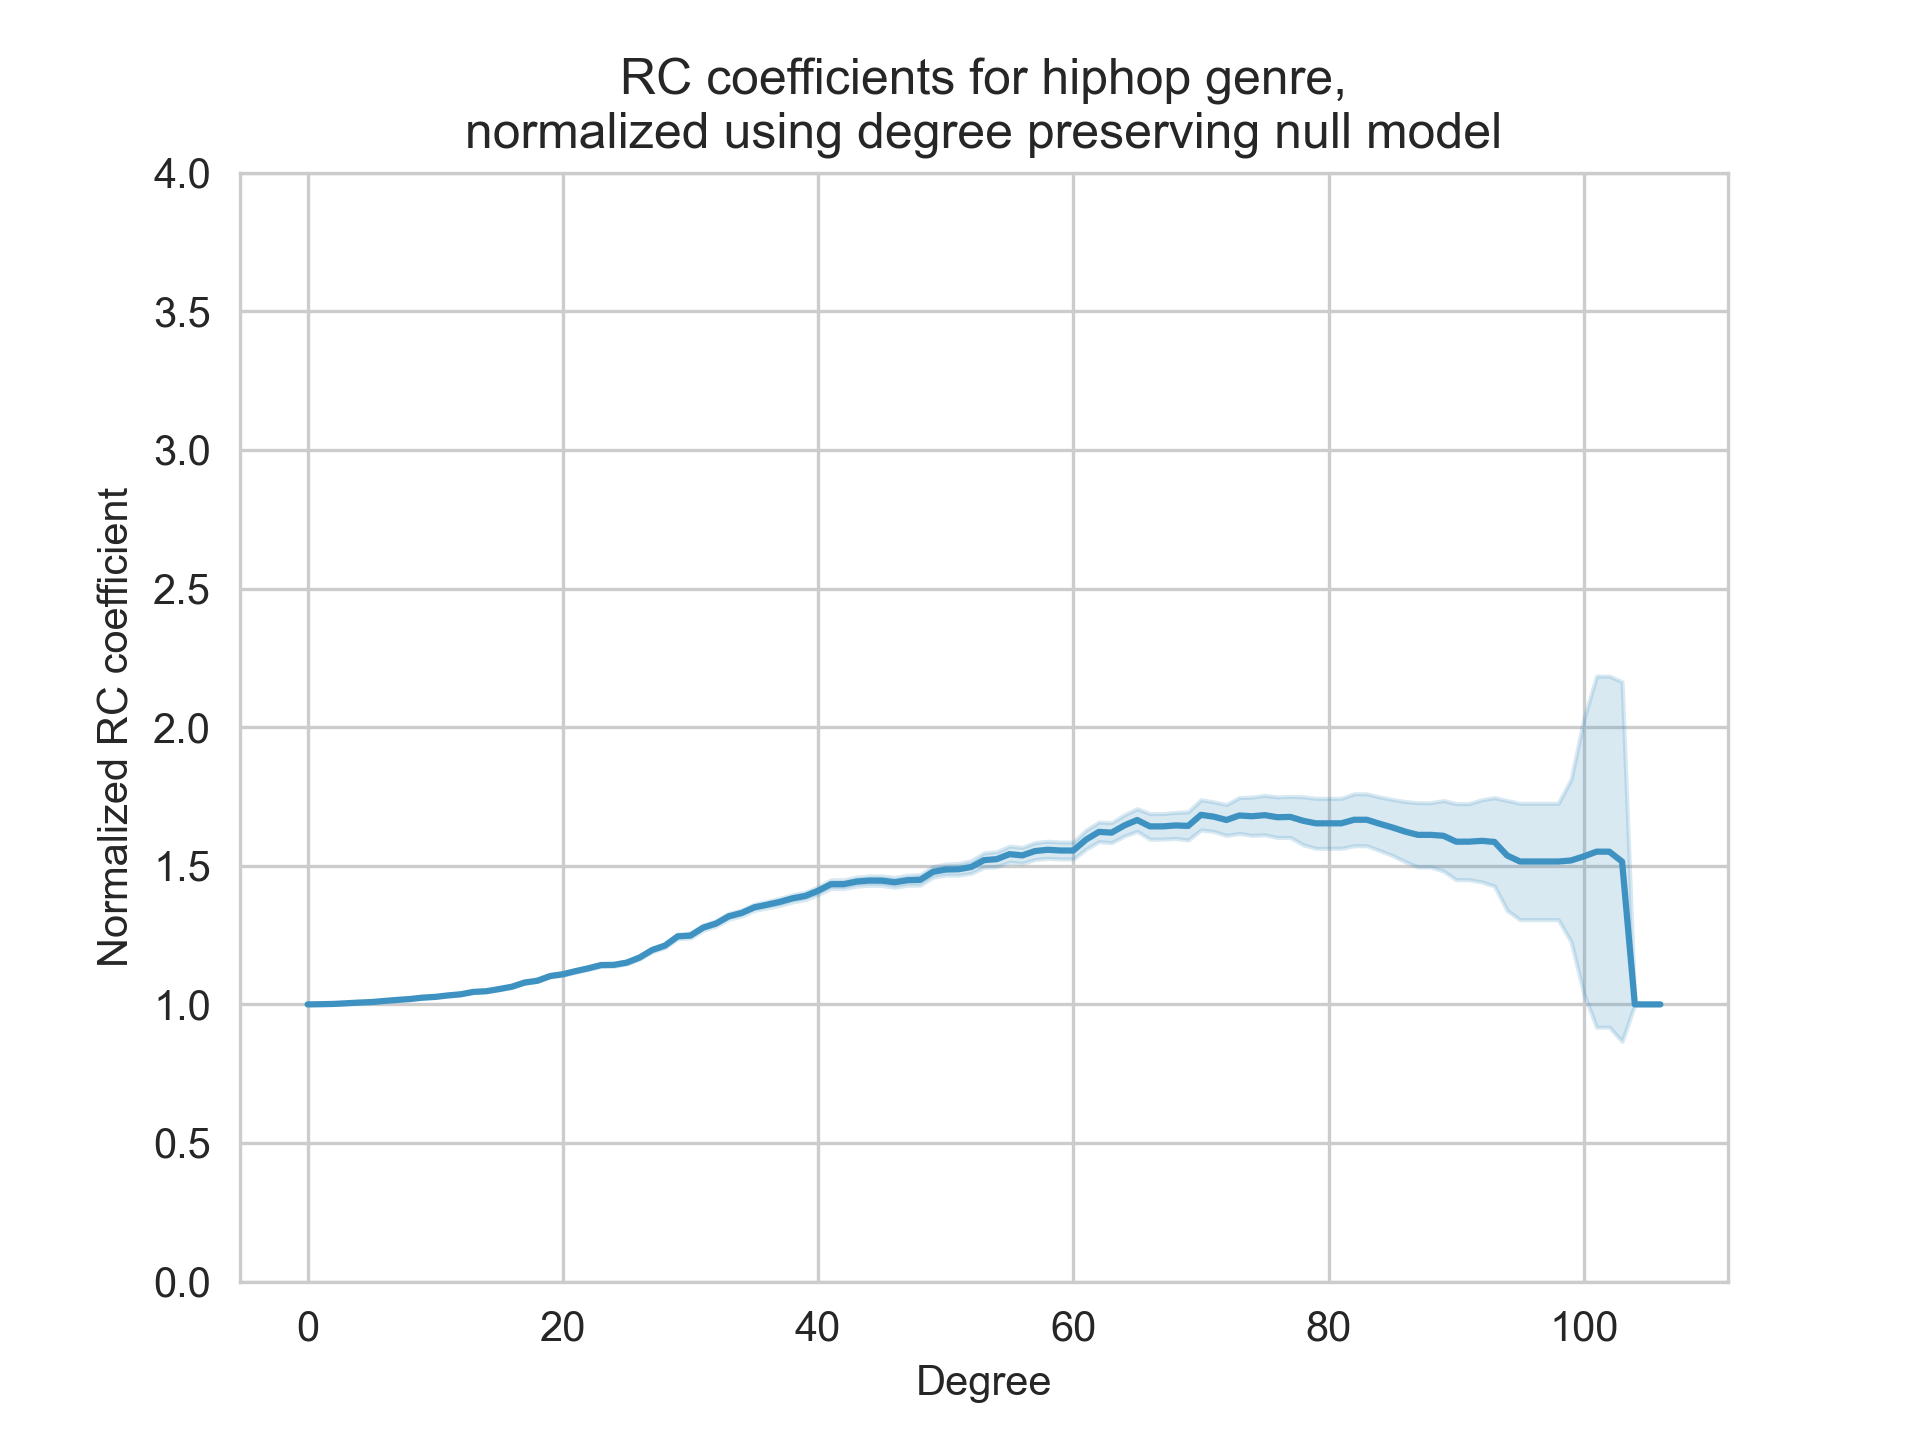 RC coefficients for hiphop genre,
normalized using degree preserving null model
4.0
3.5
3.0
2.5
2.0
1.5
1.0
0.5
0.0
Normalized RC coefficient
0 20 40 60 80 100
Degree